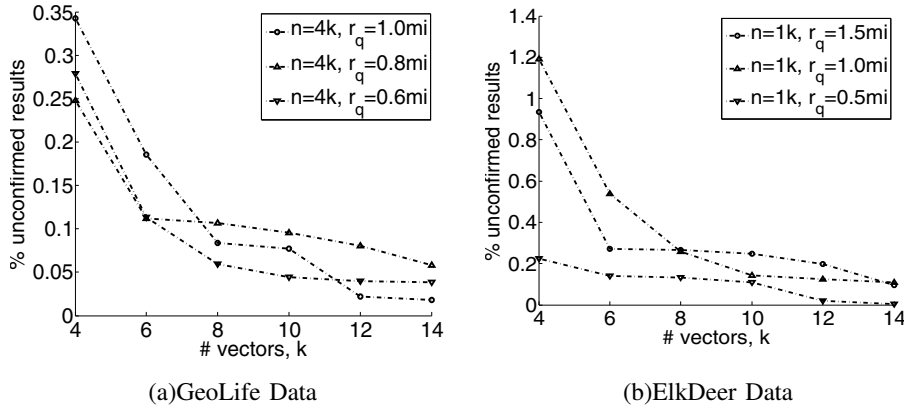 0.35
0.3
0.25
0.2
0.15
0.1
0.05
0
% unconfirmed results
n=4k, r_q=1.0mi
n=4k, r_q=0.8mi
n=4k, r_q=0.6mi
4 6 8 10 12 14
# vectors, k
(a)GeoLife Data
1.4
1.2
1
0.8
0.6
0.4
0.2
0
% unconfirmed results
n=1k, r_q=1.5mi
n=1k, r_q=1.0mi
n=1k, r_q=0.5mi
4 6 8 10 12 14
# vectors, k
(b)ElkDeer Data